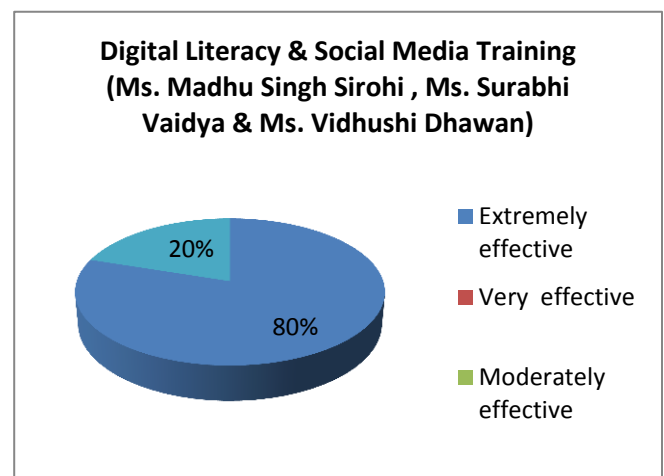 Digital Literacy & Social Media Training
(Ms. Madhu Singh Sirohi , Ms. Surabhi
Vaidya & Ms. Vidhushi Dhawan)
20%
80%
Extremely
effective
Very effective
Moderately
effective